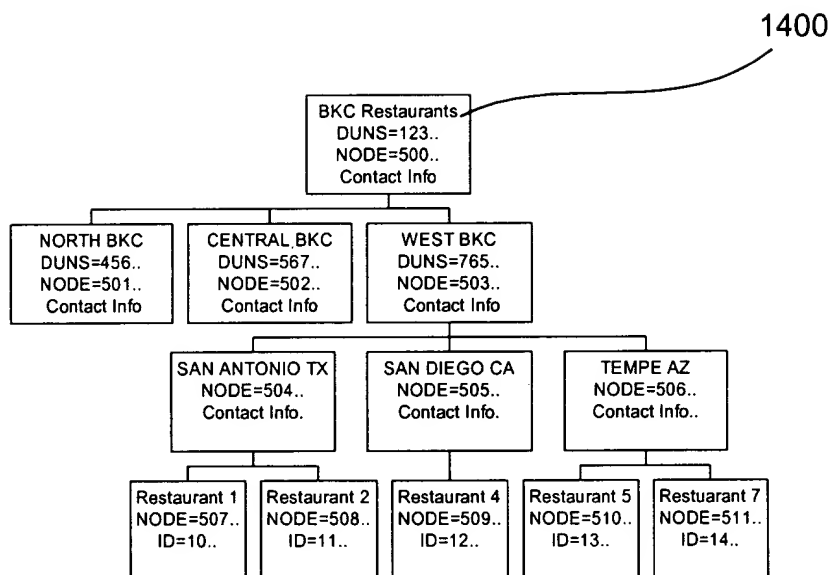 1400
BKC Restaurants
DUNS=123..
NODE=500..
Contact Info
NORTH BKC
DUNS=456..
NODE=501..
Contact Info
CENTRAL BKC
DUNS=567..
NODE=502..
Contact Info
WEST BKC
DUNS=765..
NODE=503..
Contact Info
SAN ANTONIO TX
NODE=504..
Contact Info.
SAN DIEGO CA
NODE=505..
Contact Info.
TEMPE AZ
NODE=506..
Contact Info..
Restaurant 1
NODE=507..
ID=10..
Restaurant 2
NODE=508..
ID=11..
Restaurant 4
NODE=509..
ID=12..
Restaurant 5
NODE=510..
ID=13..
Restuarant 7
NODE=511..
ID=14..